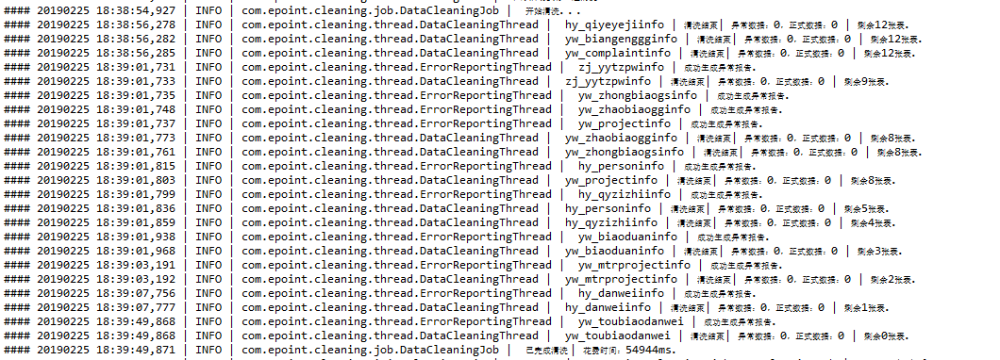 #### 20190225 18:38:54,927 | INFO | com.epoint.cleaning.job.DataCleaningJob | 开始清洗...
#### 20190225 18:38:56,278 | INFO | com.epoint.cleaning.thread.DataCleaningThread | hy_qiyeyejiinfo | 清洗结束| 异常数据：0，正式数据：0 | 剩余12张表.
#### 20190225 18:38:56,282 | INFO | com.epoint.cleaning.thread.DataCleaningThread | yw_biangenggginfo | 清洗结束| 异常数据：0，正式数据：0 | 剩余12张表.
#### 20190225 18:38:56,285 | INFO | com.epoint.cleaning.thread.DataCleaningThread | yw_complaintinfo | 清洗结束| 异常数据：0，正式数据：0 | 剩余12张表.
#### 20190225 18:39:01,731 | INFO | com.epoint.cleaning.thread.ErrorReportingThread | zj_yytzpwinfo | 成功生成异常报告.
#### 20190225 18:39:01,733 | INFO | com.epoint.cleaning.thread.DataCleaningThread | zj_yytzpwinfo | 清洗结束| 异常数据：0，正式数据：0 | 剩余9张表.
#### 20190225 18:39:01,735 | INFO | com.epoint.cleaning.thread.ErrorReportingThread | yw_zhongbiaogsinfo | 成功生成异常报告.
#### 20190225 18:39:01,748 | INFO | com.epoint.cleaning.thread.ErrorReportingThread | yw_zhaobiaogginfo | 成功生成异常报告.
#### 20190225 18:39:01,737 | INFO | com.epoint.cleaning.thread.ErrorReportingThread | yw_projectinfo | 成功生成异常报告.
#### 20190225 18:39:01,773 | INFO | com.epoint.cleaning.thread.DataCleaningThread | yw_zhaobiaogginfo | 清洗结束| 异常数据：0，正式数据：0 | 剩余8张表.
#### 20190225 18:39:01,761 | INFO | com.epoint.cleaning.thread.DataCleaningThread | yw_zhongbiaogsinfo | 清洗结束| 异常数据：0，正式数据：0 | 剩余8张表.
#### 20190225 18:39:01,815 | INFO | com.epoint.cleaning.thread.ErrorReportingThread | hy_personinfo | 成功生成异常报告.
#### 20190225 18:39:01,803 | INFO | com.epoint.cleaning.thread.DataCleaningThread | yw_projectinfo | 清洗结束| 异常数据：0，正式数据：0 | 剩余8张表.
#### 20190225 18:39:01,799 | INFO | com.epoint.cleaning.thread.ErrorReportingThread | hy_qyzizhiinfo | 成功生成异常报告.
#### 20190225 18:39:01,836 | INFO | com.epoint.cleaning.thread.DataCleaningThread | hy_personinfo | 清洗结束| 异常数据：0，正式数据：0 | 剩余5张表.
#### 20190225 18:39:01,859 | INFO | com.epoint.cleaning.thread.DataCleaningThread | hy_qyzizhiinfo | 清洗结束| 异常数据：0，正式数据：0 | 剩余4张表.
#### 20190225 18:39:01,938 | INFO | com.epoint.cleaning.thread.ErrorReportingThread | yw_biaoduaninfo | 成功生成异常报告.
#### 20190225 18:39:01,968 | INFO | com.epoint.cleaning.thread.DataCleaningThread | yw_biaoduaninfo | 清洗结束| 异常数据：0，正式数据：0 | 剩余3张表.
#### 20190225 18:39:03,191 | INFO | com.epoint.cleaning.thread.ErrorReportingThread | yw_mtrprojectinfo | 成功生成异常报告.
#### 20190225 18:39:03,192 | INFO | com.epoint.cleaning.thread.DataCleaningThread | yw_mtrprojectinfo | 清洗结束| 异常数据：0，正式数据：0 | 剩余2张表.
#### 20190225 18:39:07,756 | INFO | com.epoint.cleaning.thread.ErrorReportingThread | hy_danweiinfo | 成功生成异常报告.
#### 20190225 18:39:07,777 | INFO | com.epoint.cleaning.thread.DataCleaningThread | hy_danweiinfo | 清洗结束| 异常数据：0，正式数据：0 | 剩余1张表.
#### 20190225 18:39:49,868 | INFO | com.epoint.cleaning.thread.ErrorReportingThread | yw_toubiaodanwei | 成功生成异常报告.
#### 20190225 18:39:49,868 | INFO | com.epoint.cleaning.thread.DataCleaningThread | yw_toubiaodanwei | 清洗结束| 异常数据：0，正式数据：0 | 剩余0张表.
#### 20190225 18:39:49,871 | INFO | com.epoint.cleaning.job.DataCleaningJob | 已完成清洗| 花费时间：54944ms.